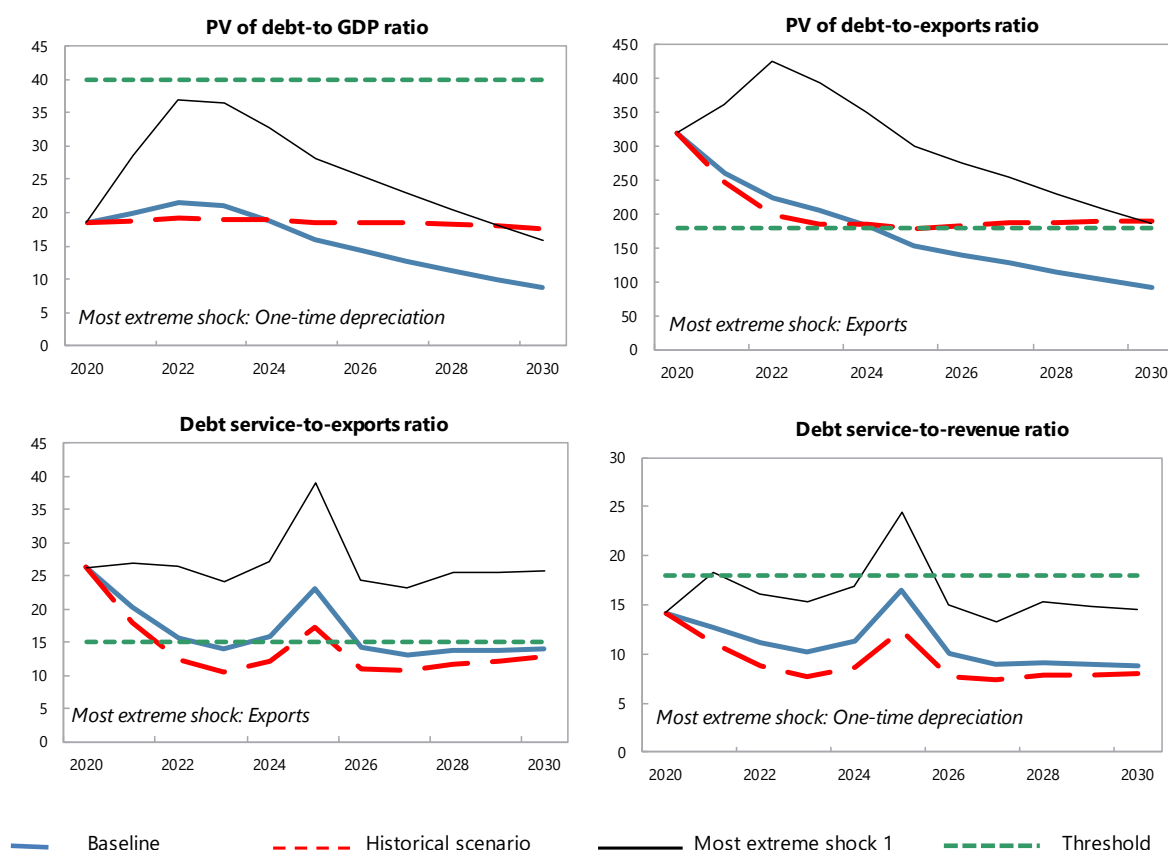 PV of debt-to GDP ratio
45
40
35
30
25
20
15
10
5
0
Most extreme shock: One-time depreciation
2020 2022 2024 2026 2028 2030
PV of debt-to-exports ratio
450
400
350
300
250
200
150
100
50
0
Most extreme shock: Exports
2020 2022 2024 2026 2028 2030
Debt service-to-exports ratio
45
40
35
30
25
20
15
10
5
0
Most extreme shock: Exports
2020 2022 2024 2026 2028 2030
Debt service-to-revenue ratio
30
25
20
15
10
5
0
Most extreme shock: One-time depreciation
2020 2022 2024 2026 2028 2030
Baseline Historical scenario Most extreme shock 1 Threshold